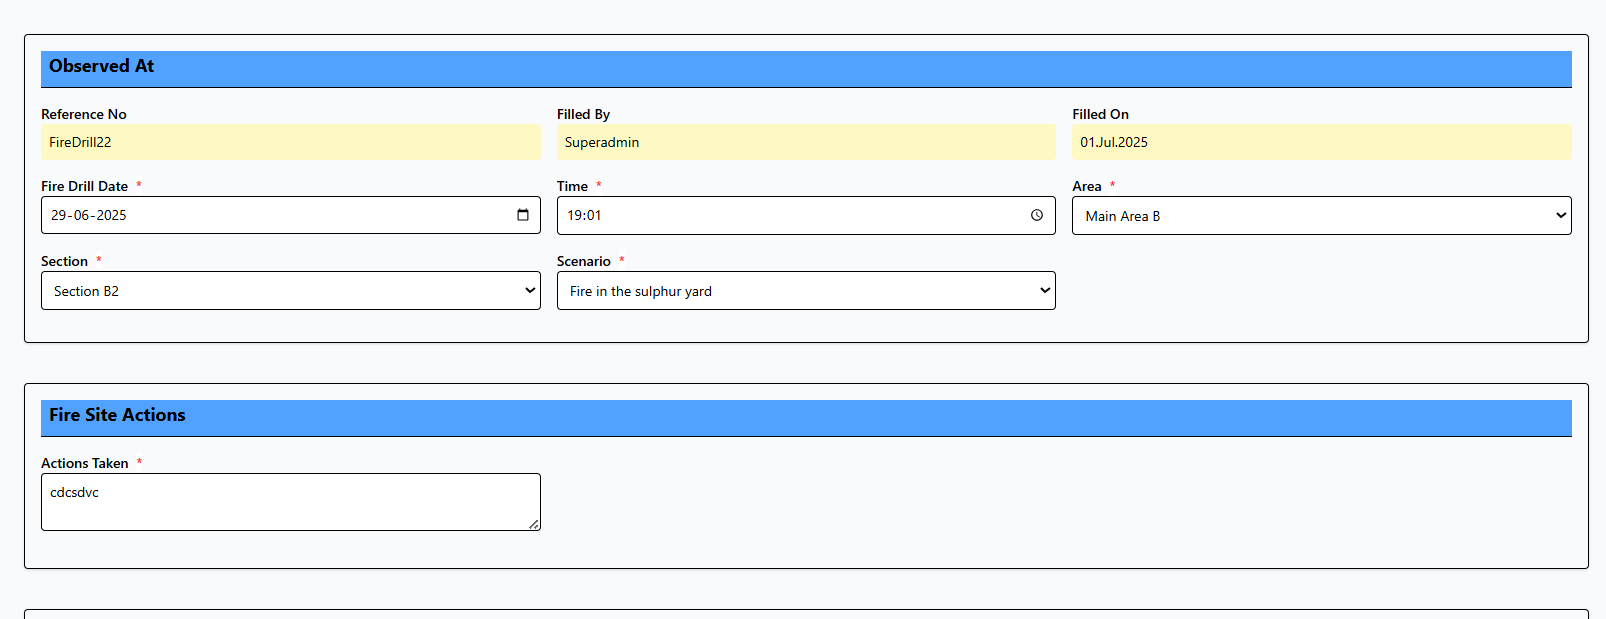 Observed At
Reference No
Filled By
Filled On
FireDrill22
Superadmin
01.Jul.2025
Fire Drill Date *
Time *
Area *
29-06-2025
19:01
Main Area B
Section *
Scenario *
Section B2
Fire in the sulphur yard
Fire Site Actions
Actions Taken *
cdcsdvc